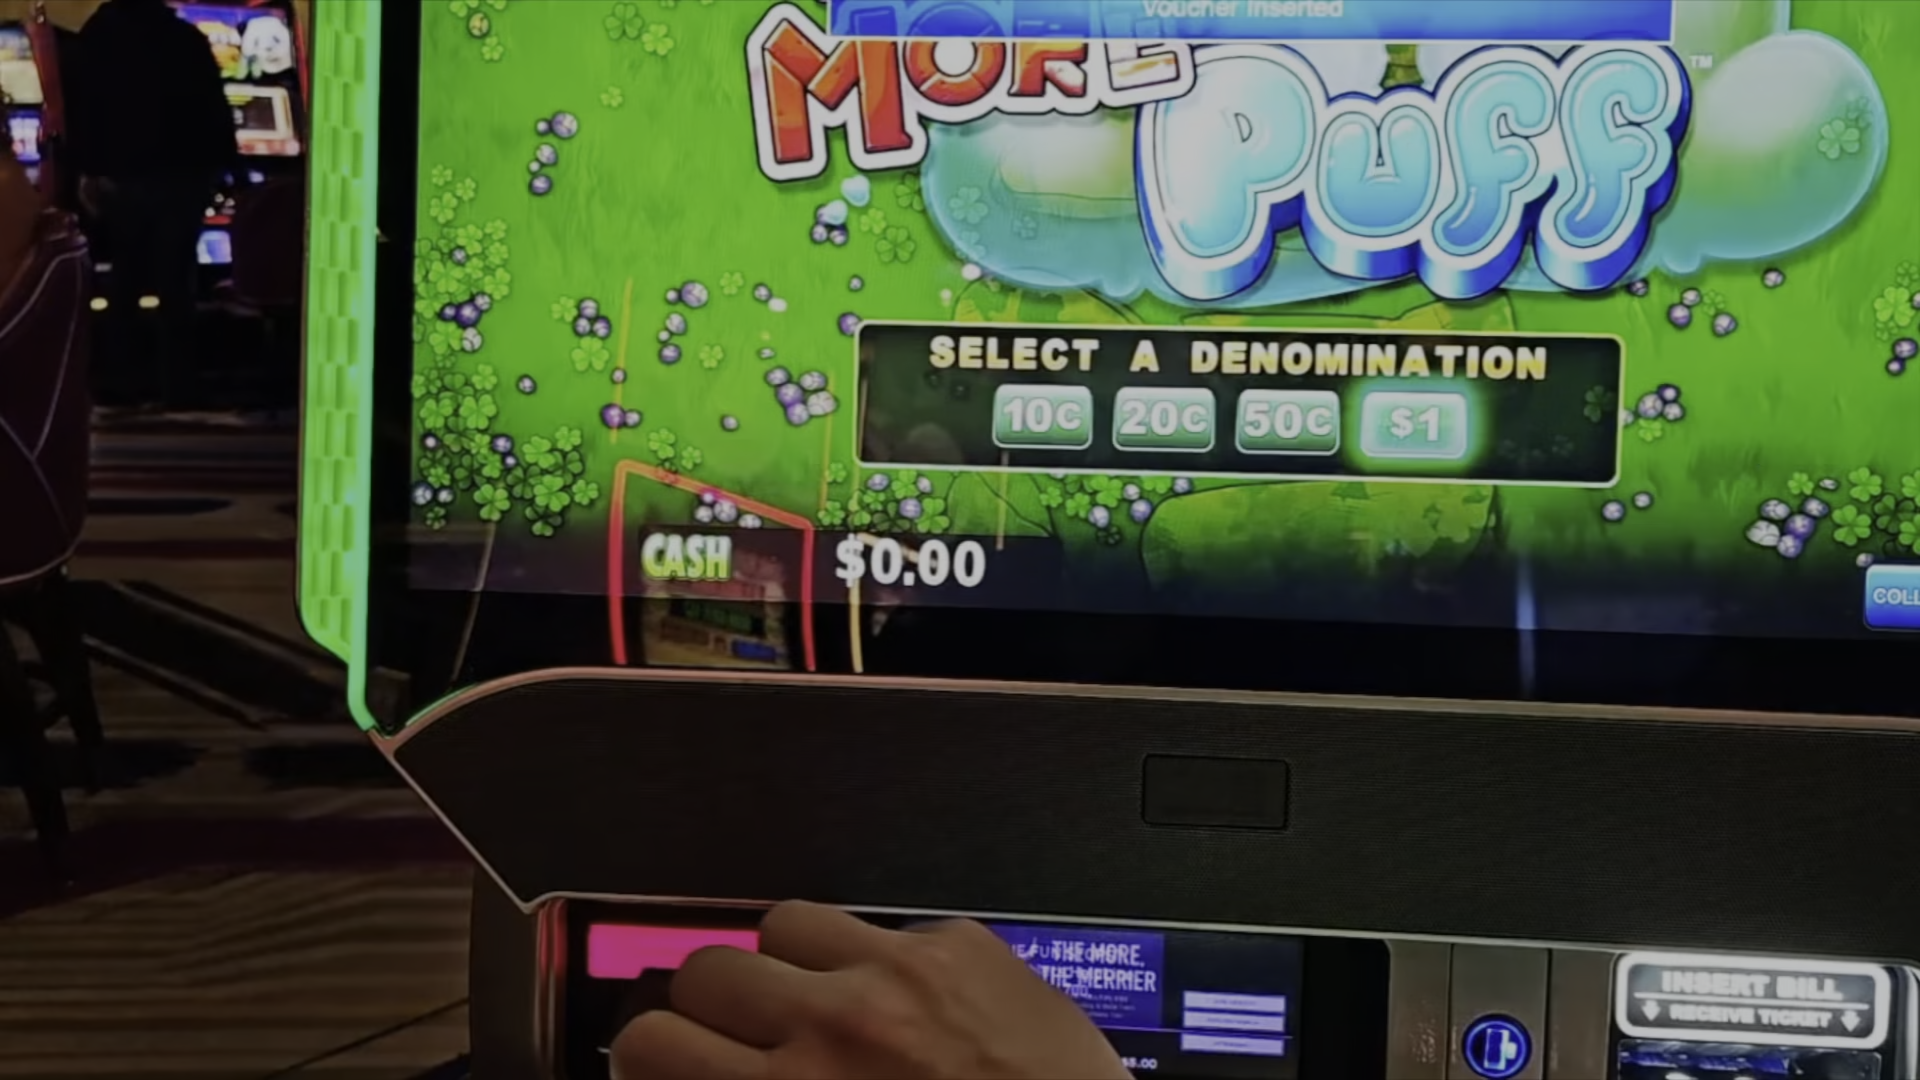 Voucher Inserted
MORE
PUFF™
SELECT A DENOMINATION
10C 20C 50C $1
CASH $0.00
THE MORE,
THE MERRIER
INSERT BILL
RECEIVE TICKET